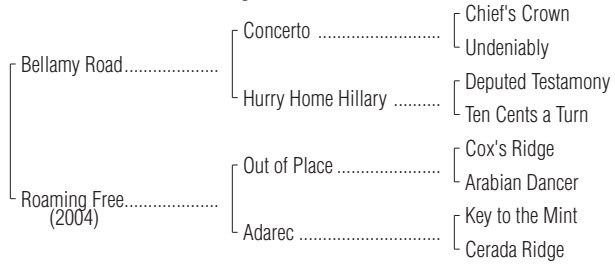 Chief's Crown
Concerto ..........................
Undeniably
Bellamy Road...................
Deputed Testamony
Hurry Home Hillary ..........
Ten Cents a Turn
Cox's Ridge
Out of Place ......................
Arabian Dancer
Roaming Free...................
(2004)
Key to the Mint
Adarec ..............................
Cerada Ridge